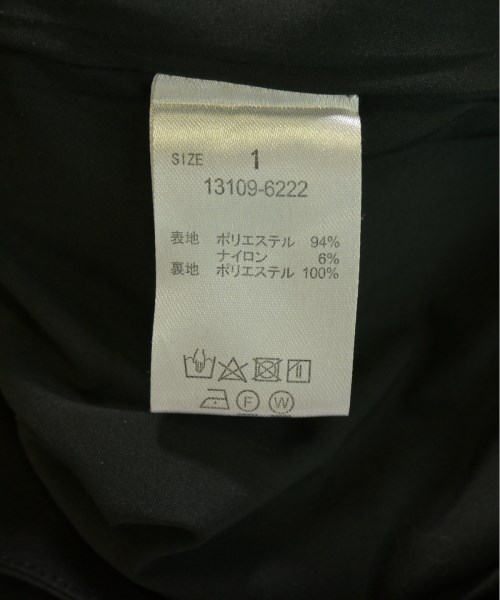 SIZE 1
13109-6222
表地 ポリエステル 94%
ナイロン 6%
裏地 ポリエステル 100%
F W